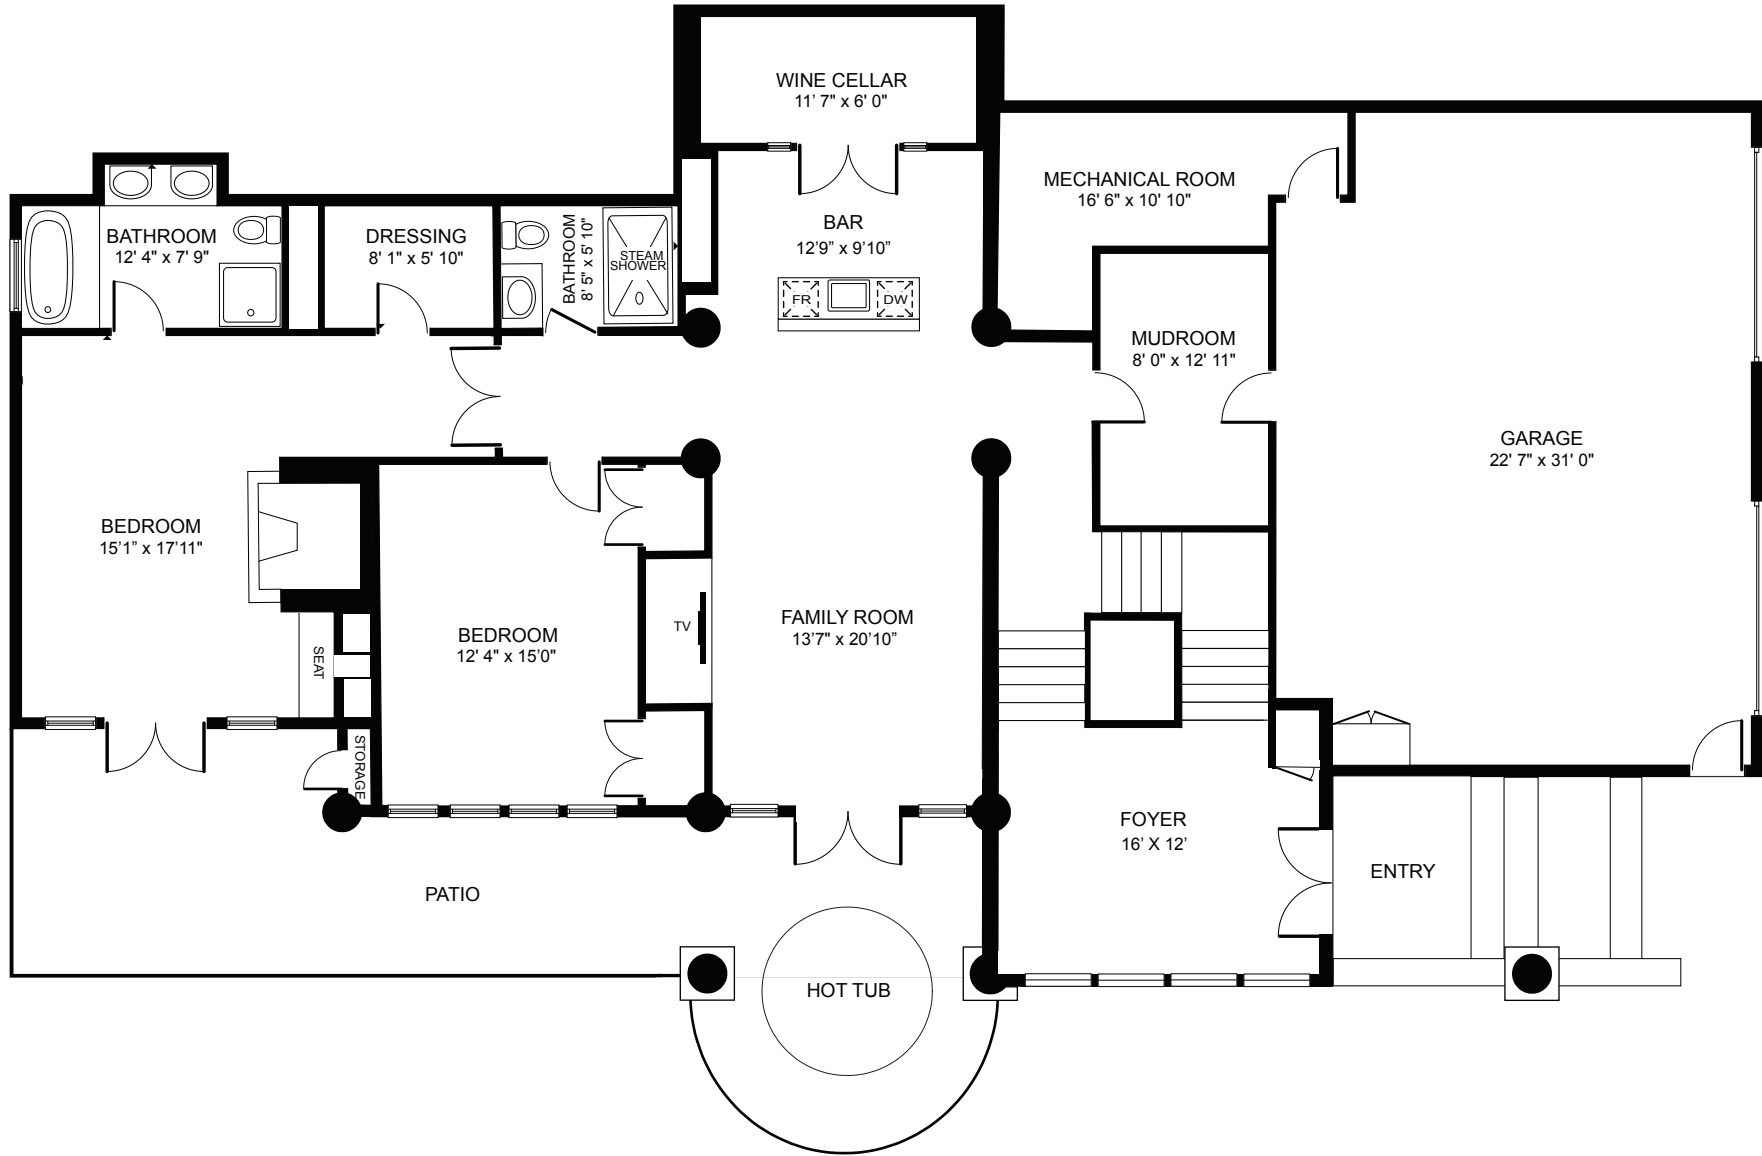 WINE CELLAR
11' 7" x 6' 0"
MECHANICAL ROOM
16' 6" x 10' 10"
BATHROOM
12' 4" x 7' 9"
DRESSING
8' 1" x 5' 10"
BATHROOM
8' 5" x 5' 10"
STEAM
SHOWER
BAR
12’9” x 9’10”
FR
DW
MUDROOM
8' 0" x 12' 11"
GARAGE
22' 7" x 31' 0"
BEDROOM
15’1” x 17’11”
BEDROOM
12' 4" x 15’0”
TV
FAMILY ROOM
13’7” x 20’10”
SEAT
STORAGE
FOYER
16’ X 12’
ENTRY
PATIO
HOT TUB